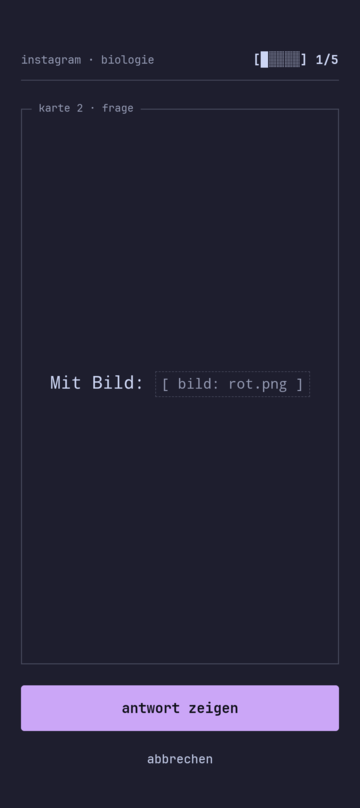 instagram · biologie [█▒▒▒▒] 1/5
karte 2 · frage
Mit Bild: [ bild: rot.png ]
antwort zeigen
abbrechen